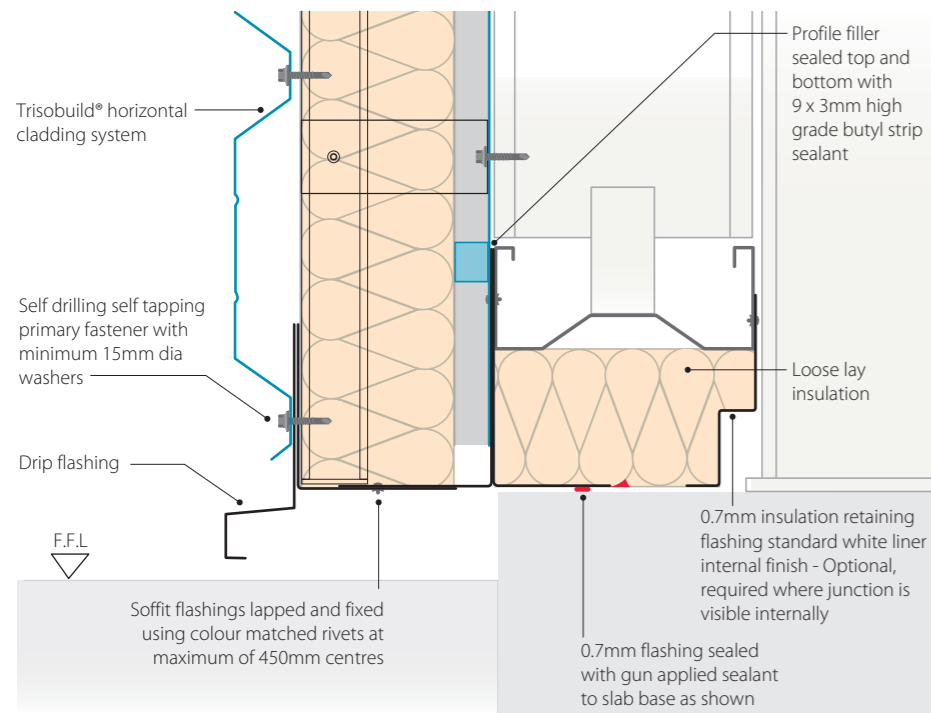 Trisobuild® horizontal
cladding system
Self drilling self tapping
primary fastener with
minimum 15mm dia
washers
Drip flashing
F.F.L
Soffit flashings lapped and fixed
using colour matched rivets at
maximum of 450mm centres
Profile filler
sealed top and
bottom with
9 x 3mm high
grade butyl strip
sealant
Loose lay
insulation
0.7mm insulation retaining
flashing standard white liner
internal finish - Optional,
required where junction is
visible internally
0.7mm flashing sealed
with gun applied sealant
to slab base as shown